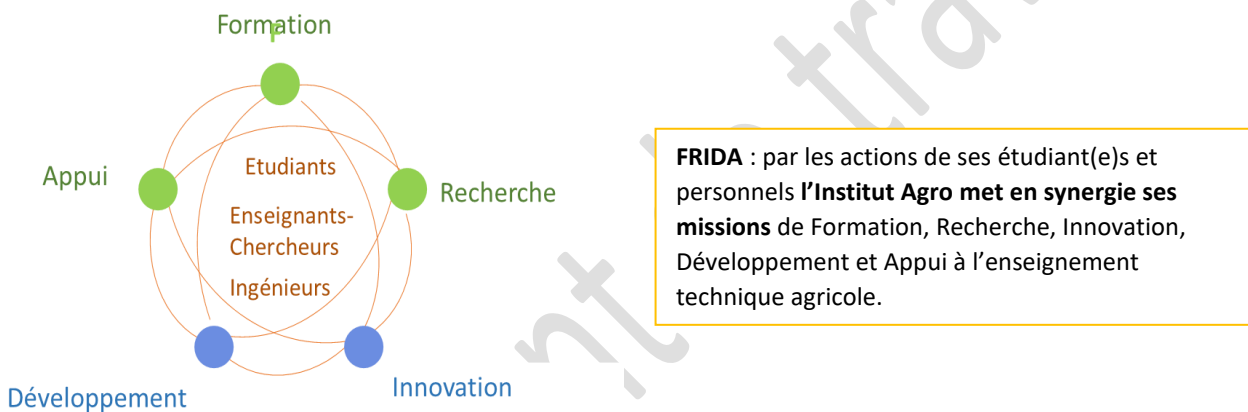 Formation
F
Appui
Etudiants
Recherche
Enseignants-
Chercheurs
Ingénieurs
Développement
Innovation
FRIDA : par les actions de ses étudiant(e)s et
personnels l’Institut Agro met en synergie ses
missions de Formation, Recherche, Innovation,
Développement et Appui à l’enseignement
technique agricole.